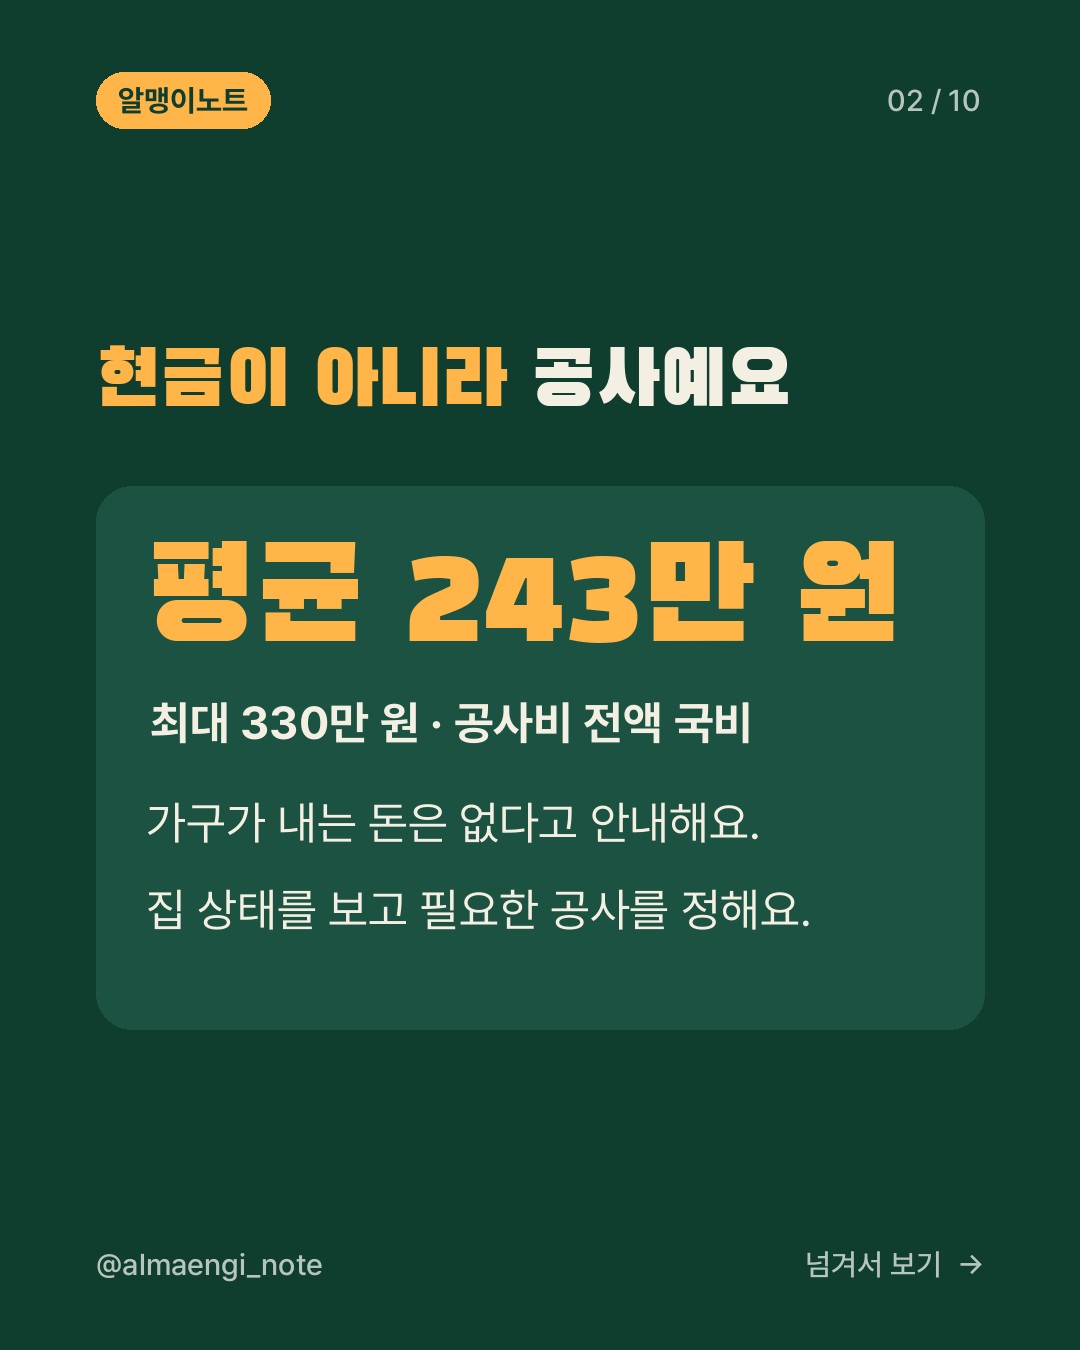 알맹이노트
02 / 10
현금이 아니라 공사예요
평균 243만 원
최대 330만 원 · 공사비 전액 국비
가구가 내는 돈은 없다고 안내해요.
집 상태를 보고 필요한 공사를 정해요.
@almaengi_note
넘겨서 보기 →